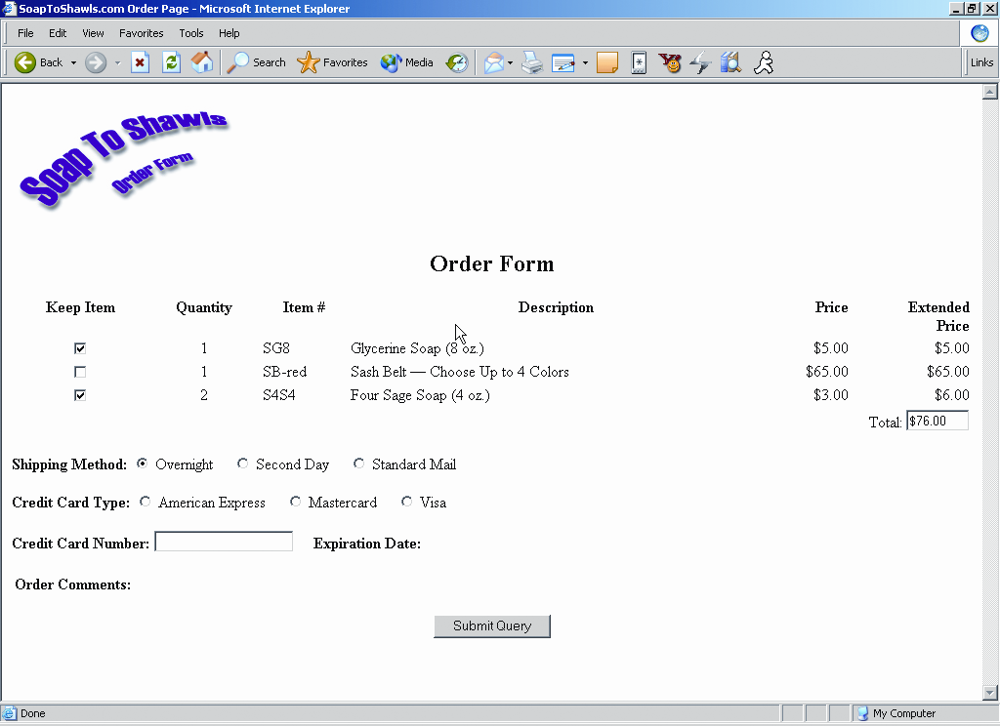 SoapToShawls.com Order Page - Microsoft Internet Explorer
File Edit View Favorites Tools Help
Back Search Favorites Media Links
Soap To Shawls
Order Form
Order Form
Keep Item Quantity Item # Description Price Extended Price
1 SG8 Glycerine Soap (8 oz.) $5.00 $5.00
1 SB-red Sash Belt — Choose Up to 4 Colors $65.00 $65.00
2 S4S4 Four Sage Soap (4 oz.) $3.00 $6.00
Total: $76.00
Shipping Method: Overnight Second Day Standard Mail
Credit Card Type: American Express Mastercard Visa
Credit Card Number: Expiration Date:
Order Comments:
Submit Query
Done My Computer